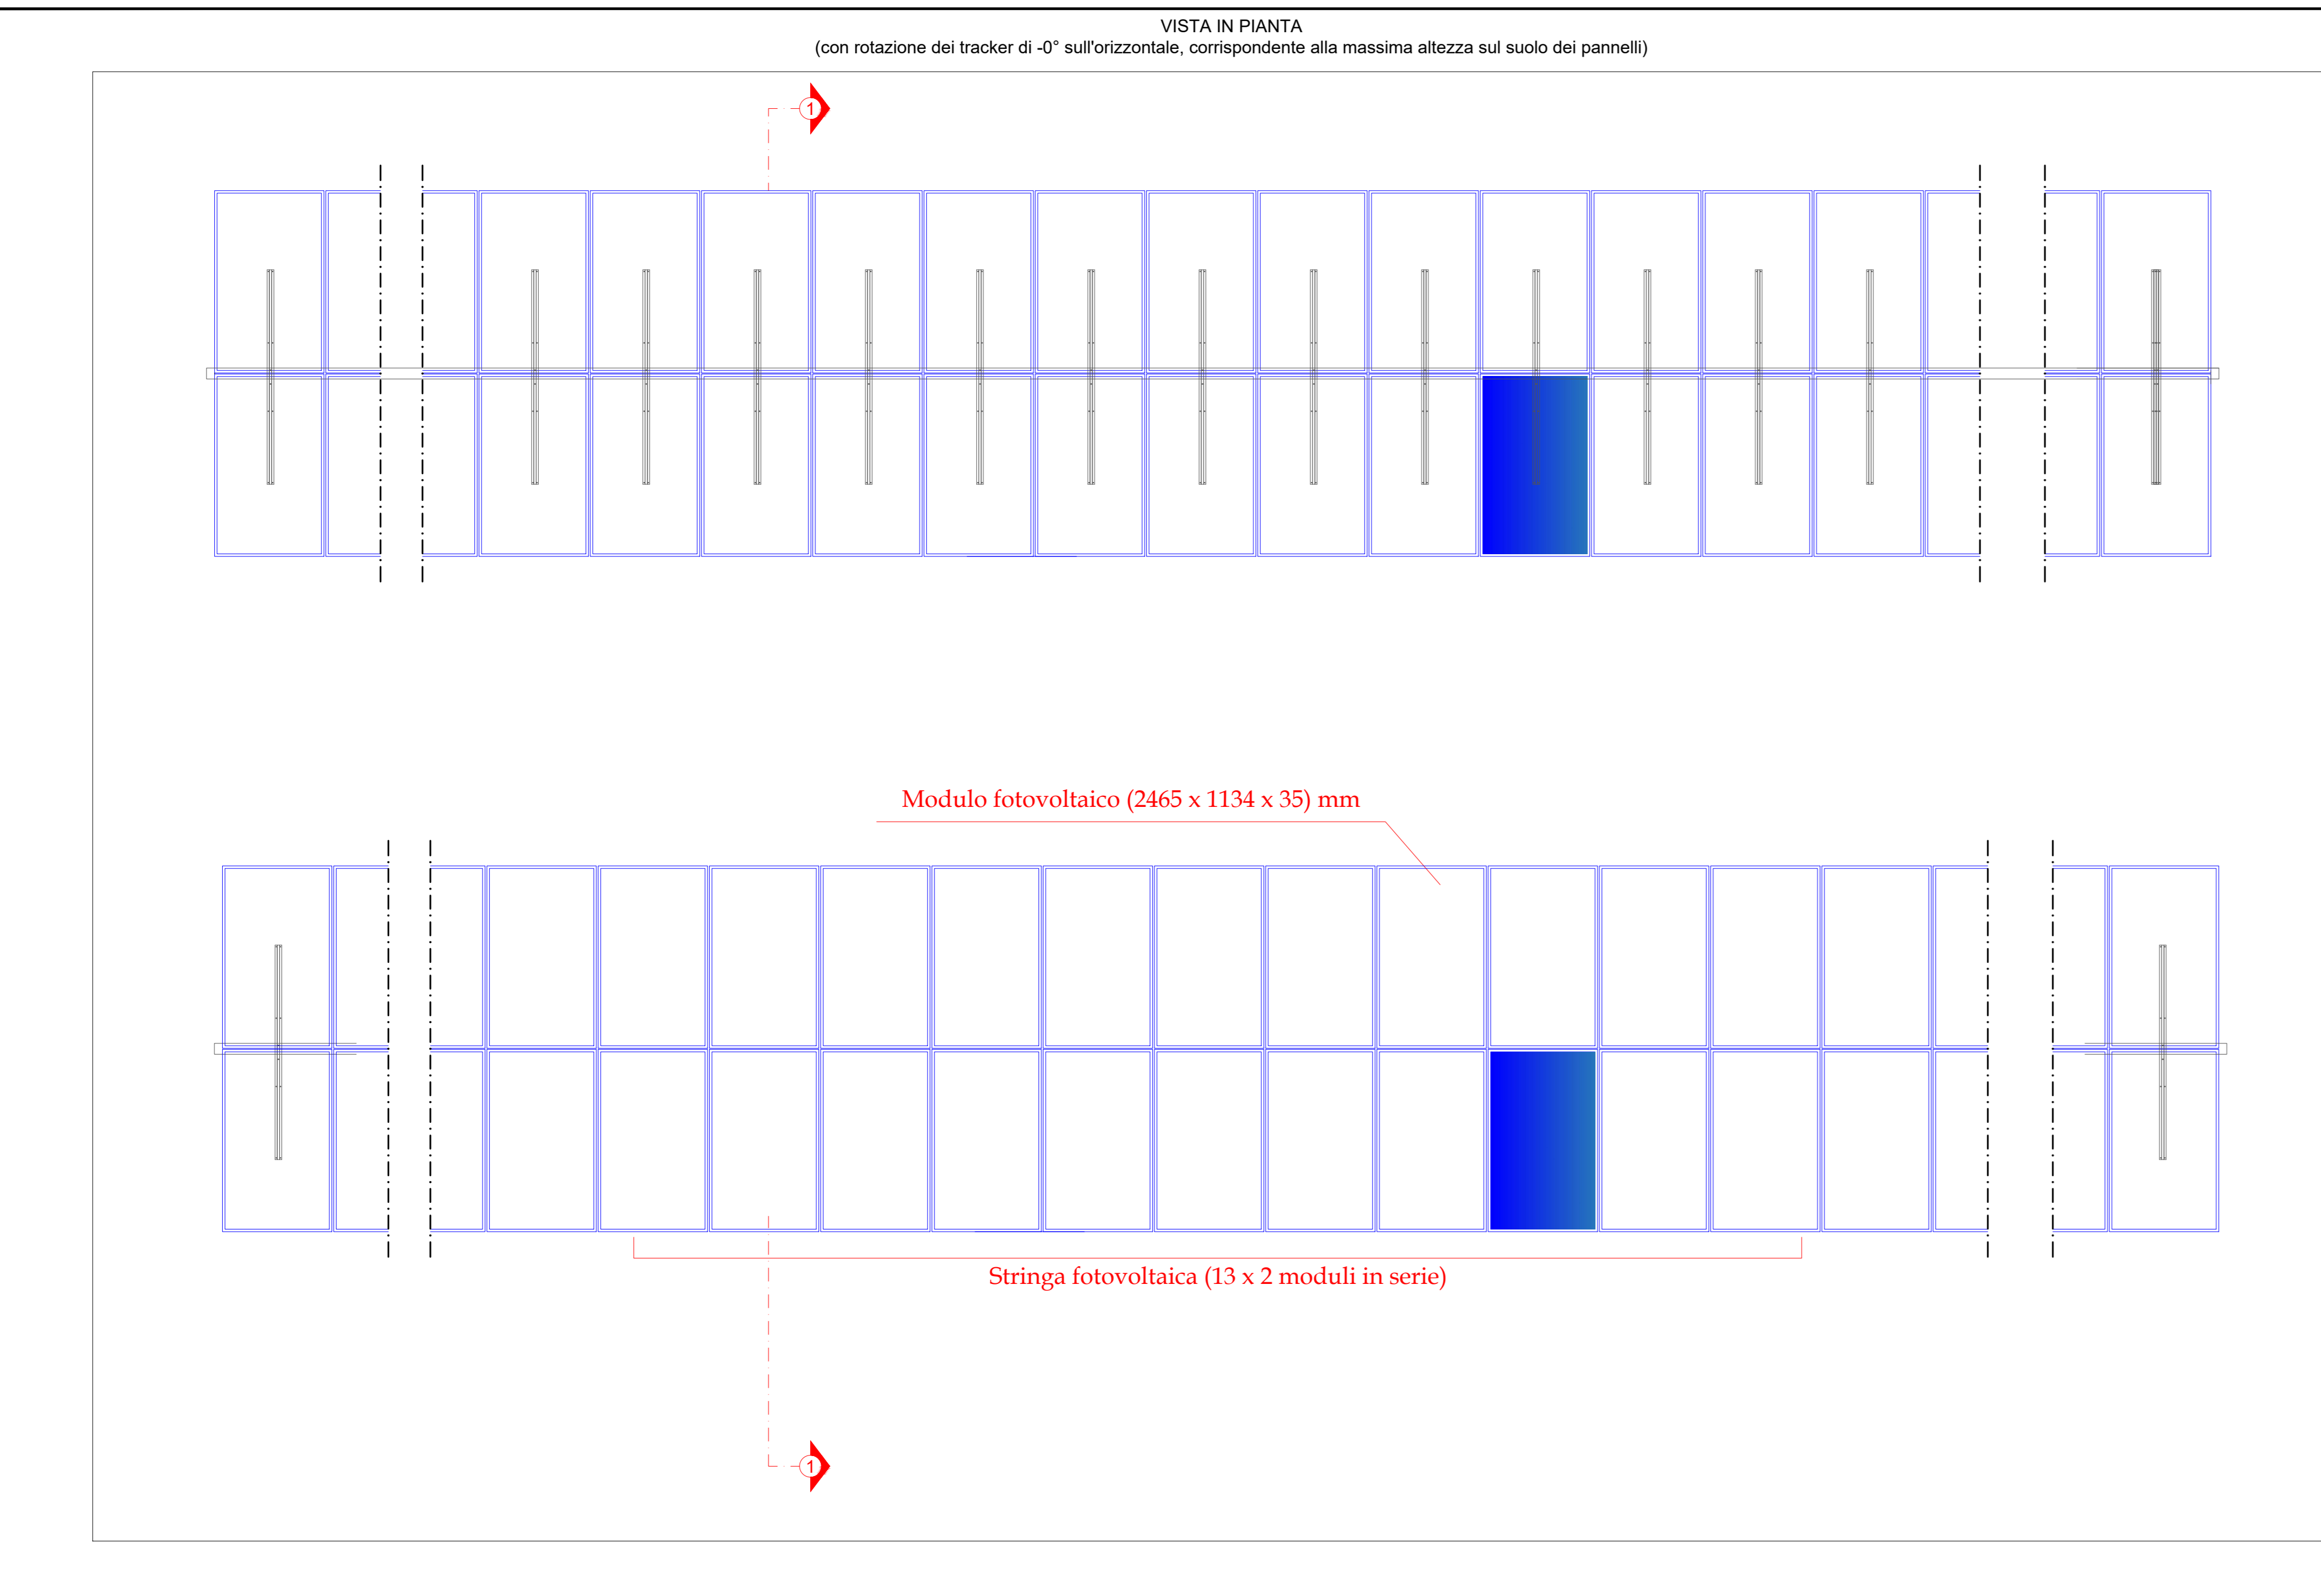 VISTA IN PIANTA
(con rotazione dei tracker di -0° sull'orizzontale, corrispondente alla massima altezza sul suolo dei pannelli)
1
Modulo fotovoltaico (2465 x 1134 x 35) mm
Stringa fotovoltaica (13 x 2 moduli in serie)
1